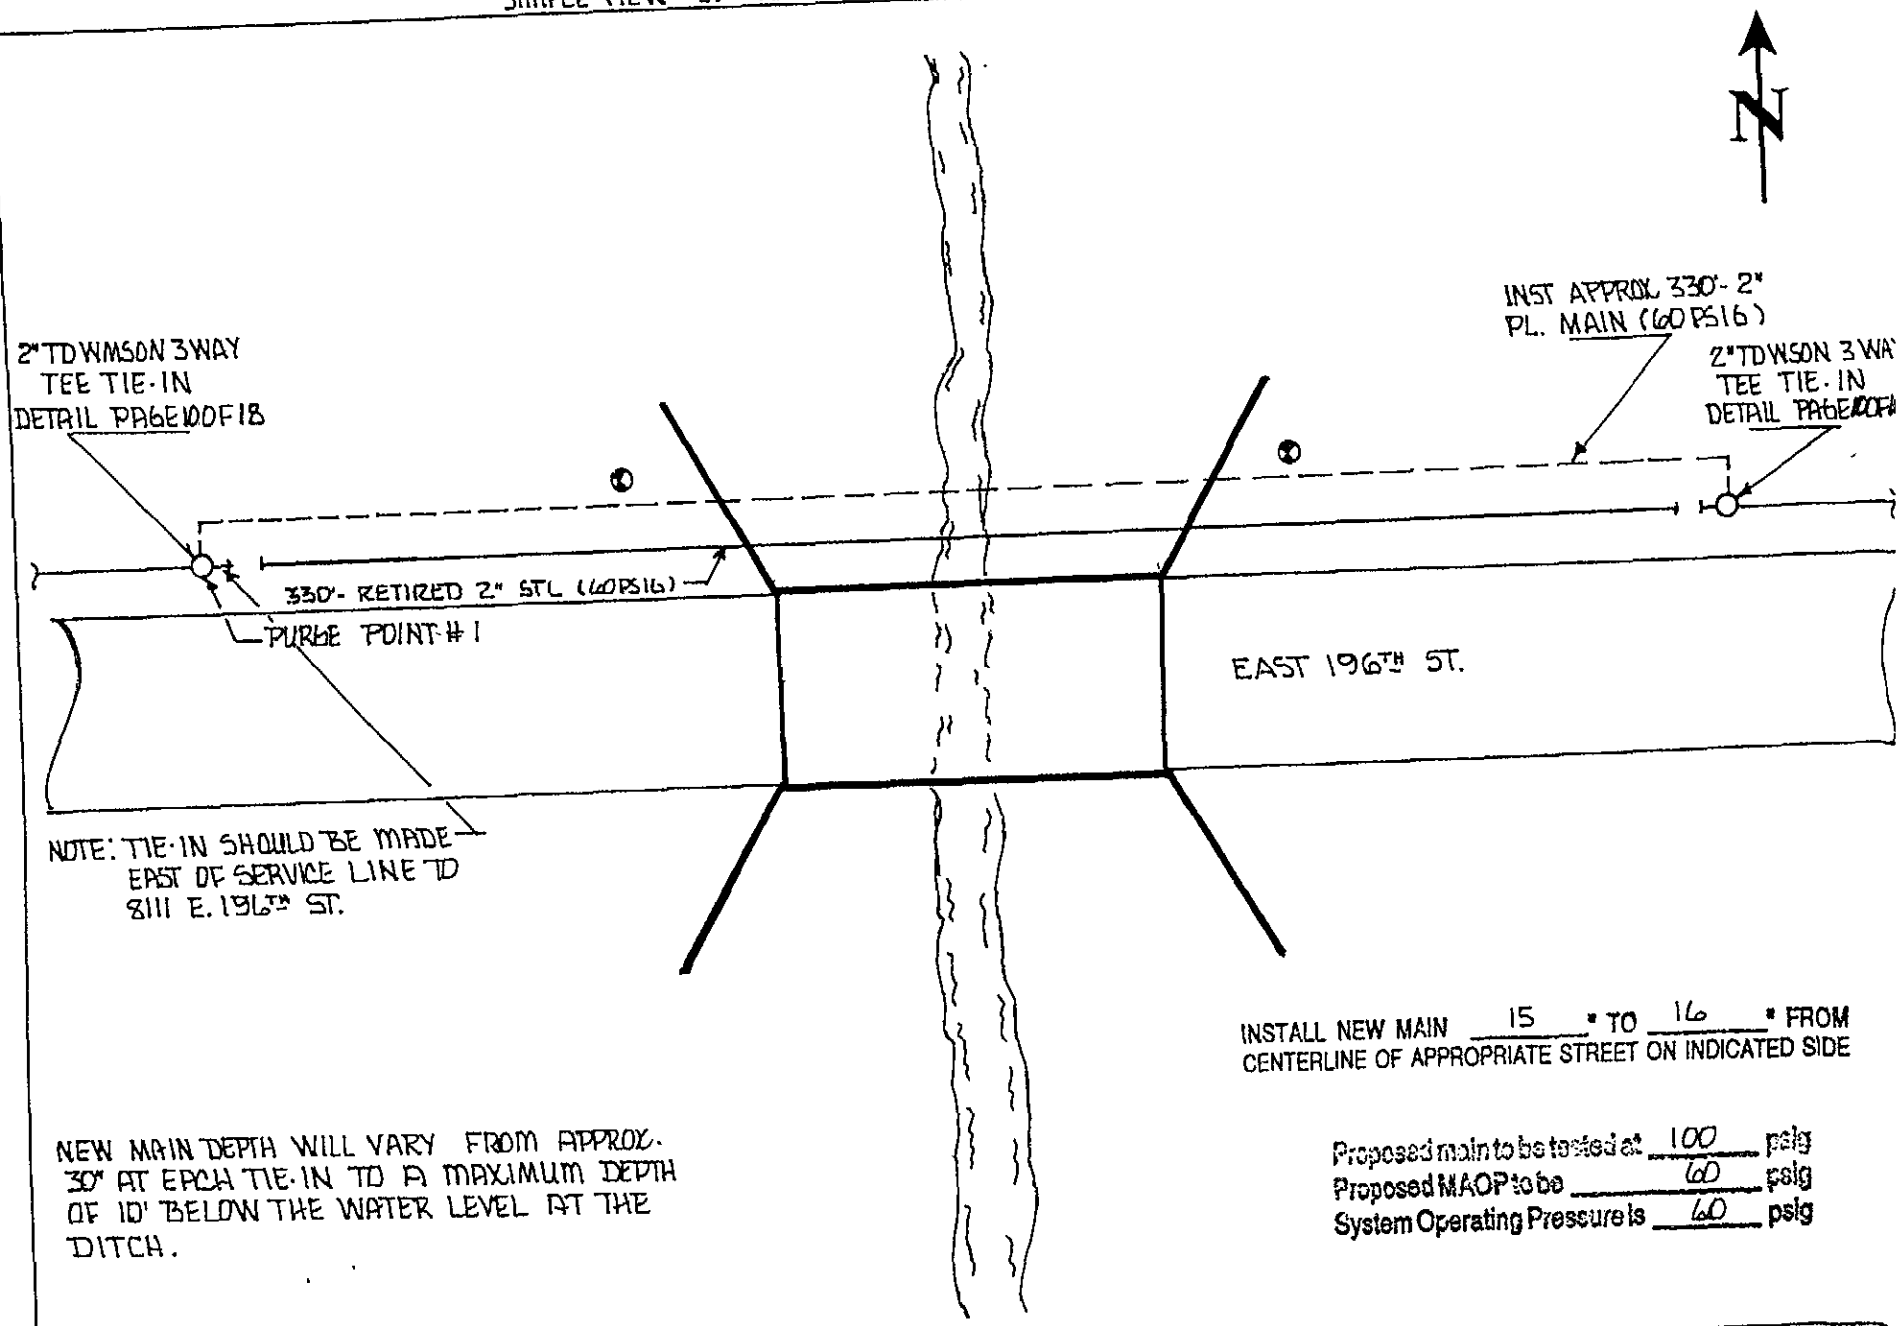 N
INST APPROX 330'- 2"
PL. MAIN (60 PSIG)
2" TDWMSON 3 WAY
TEE TIE-IN
DETAIL PAGE 10 OF 18
2" TDWSON 3 WA
TEE TIE-IN
DETAIL PAGE
330'- RETIRED 2" STL (60PSIG)
PURGE POINT # 1
EAST 196TH ST.
NOTE: TIE-IN SHOULD BE MADE
EAST OF SERVICE LINE TO
8111 E. 196TH ST.
INSTALL NEW MAIN 15 " TO 16 " FROM
CENTERLINE OF APPROPRIATE STREET ON INDICATED SIDE
NEW MAIN DEPTH WILL VARY FROM APPROX.
30" AT EACH TIE-IN TO A MAXIMUM DEPTH
OF 10' BELOW THE WATER LEVEL AT THE
DITCH.
Proposed main to be tested at 100 psig
Proposed MAOP to be 60 psig
System Operating Pressure is 60 psig